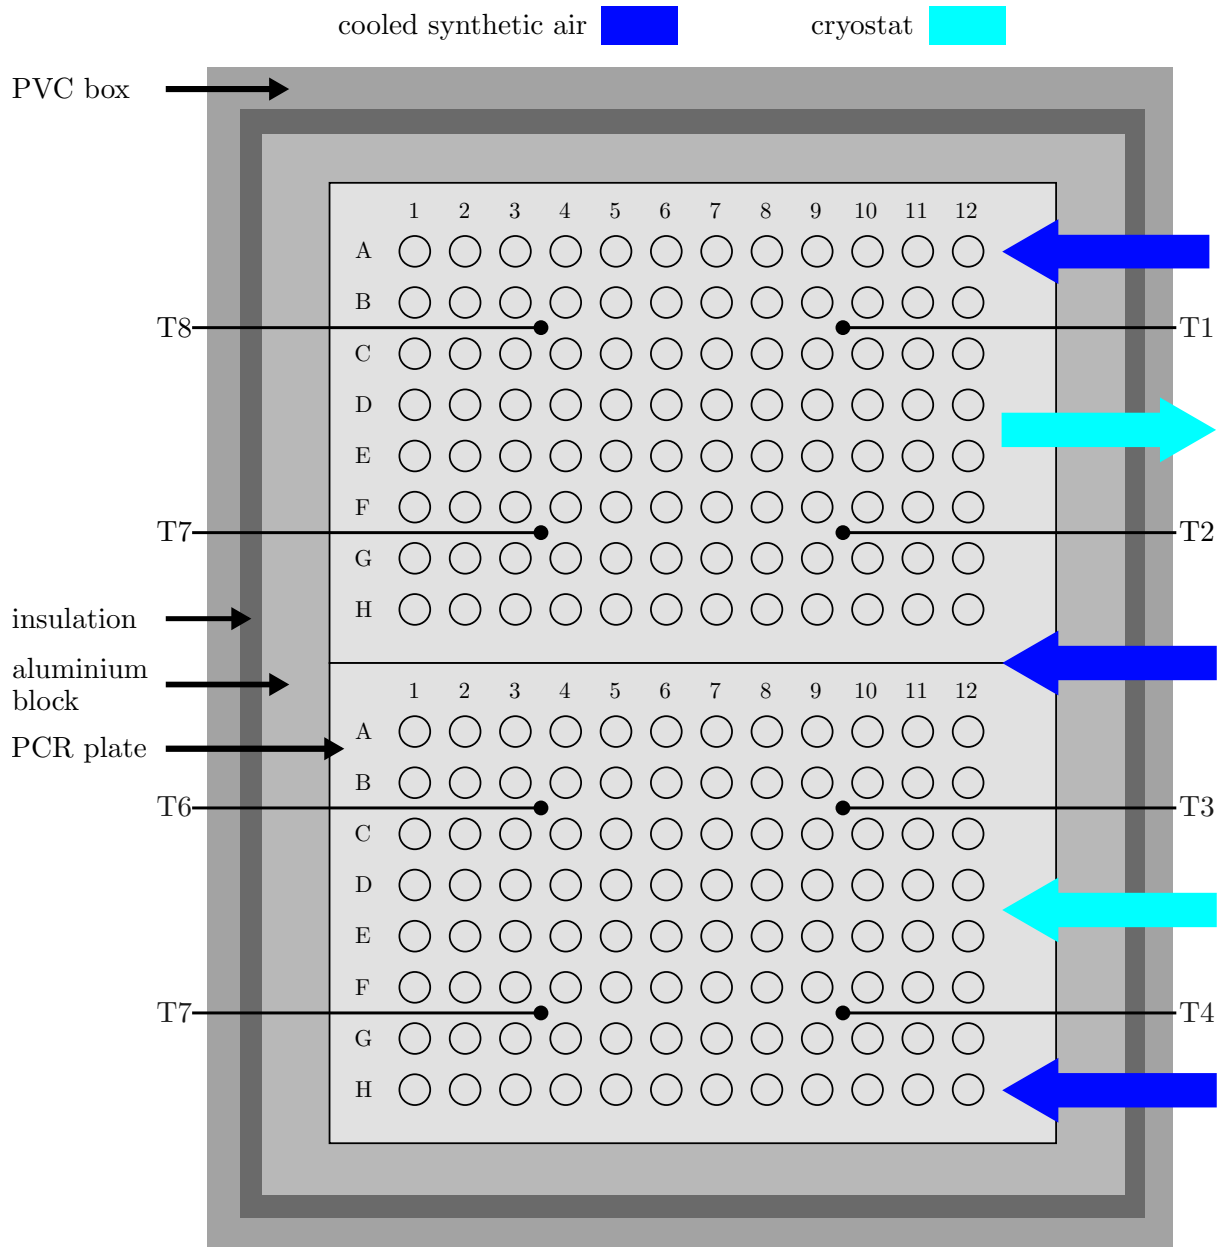 cooled synthetic air
cryostat
PVC box
1 2 3 4 5 6 7 8 9 10 11 12
A
B
T8
T1
C
D
E
F
T7
T2
G
H
insulation
aluminium
block
PCR plate
1 2 3 4 5 6 7 8 9 10 11 12
A
B
T6
T3
C
D
E
F
T7
T4
G
H